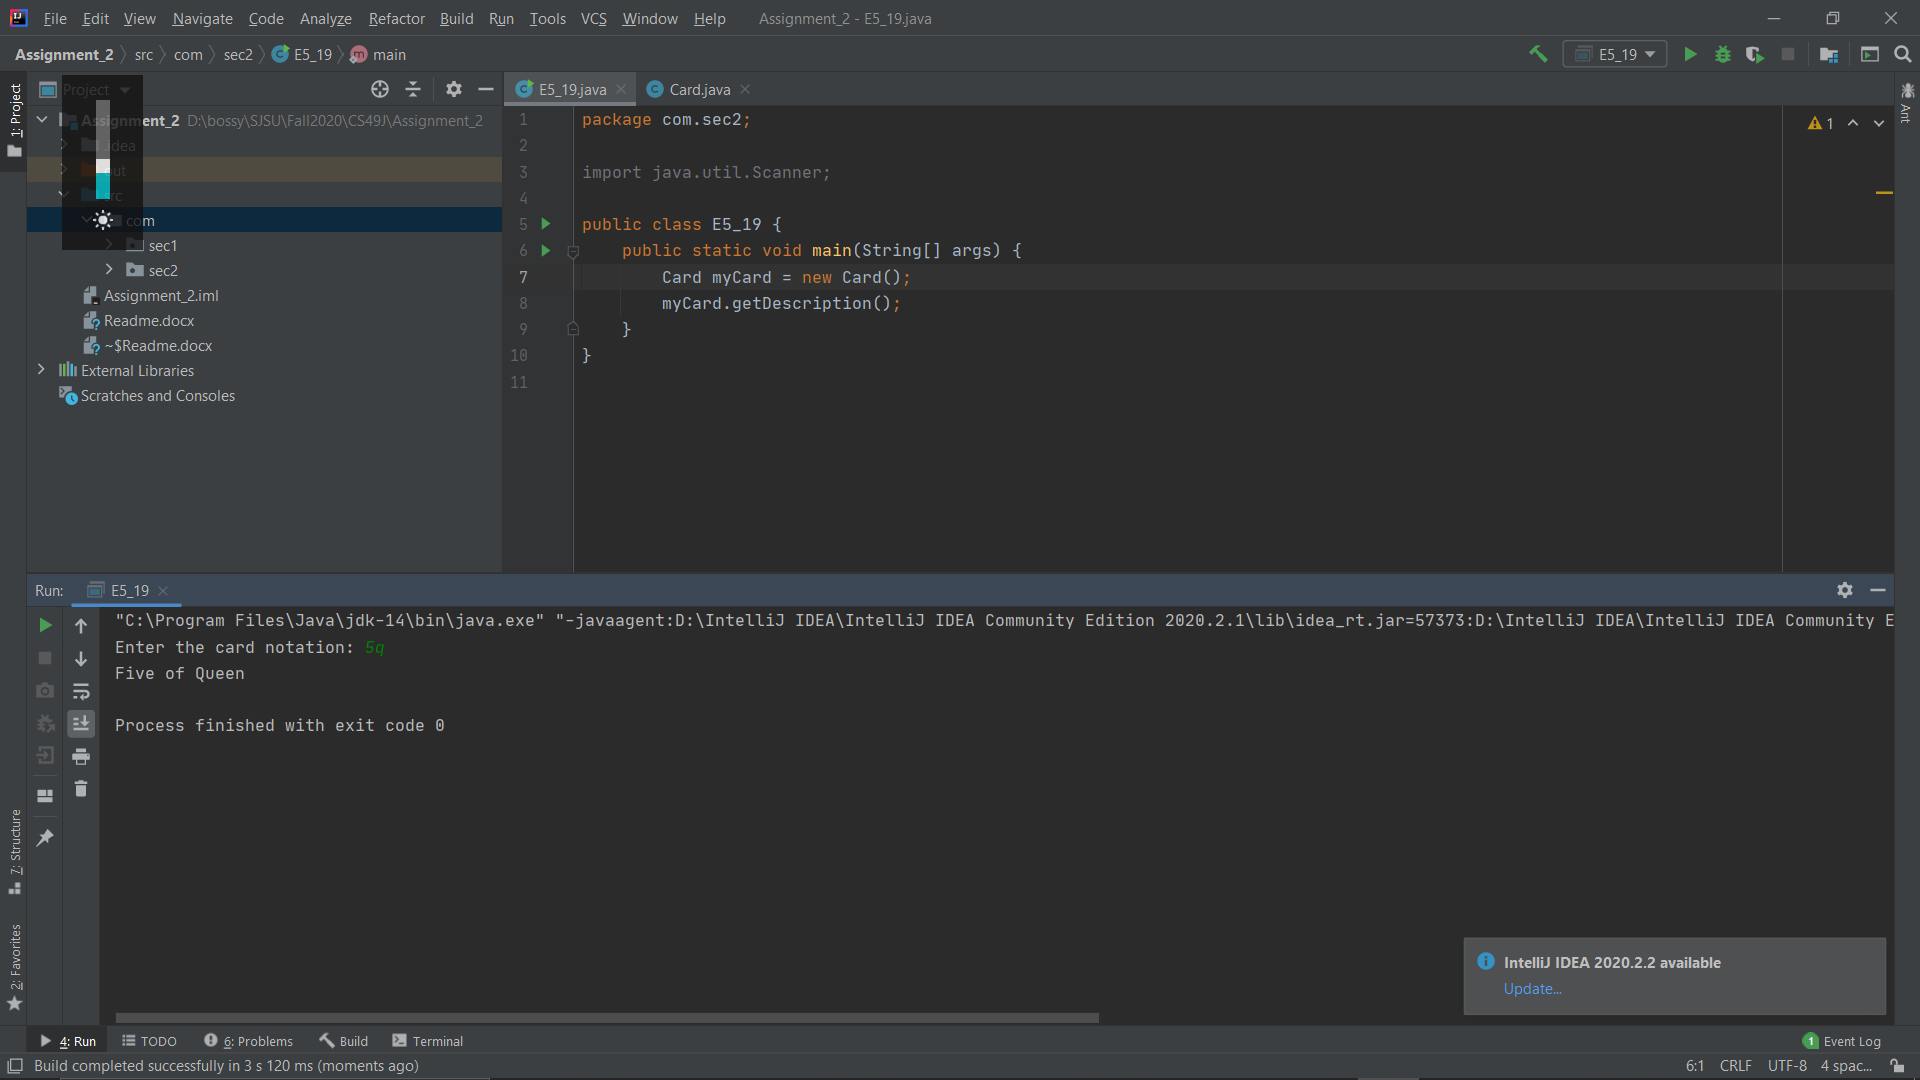 File Edit View Navigate Code Analyze Refactor Build Run Tools VCS Window Help Assignment_2 - E5_19.java
Assignment_2 src com sec2 E5_19 main E5_19
1: Project
Project
E5_19.java Card.java
Assignment_2 D:\bossy\SJSU\Fall2020\CS49J\Assignment_2
.idea
out
src
com
sec1
sec2
Assignment_2.iml
Readme.docx
~$Readme.docx
External Libraries
Scratches and Consoles
1 package com.sec2;
2
3 import java.util.Scanner;
4
5 public class E5_19 {
6 public static void main(String[] args) {
7 Card myCard = new Card();
8 myCard.getDescription();
9 }
10 }
11
1
Ant
Run: E5_19
"C:\Program Files\Java\jdk-14\bin\java.exe" "-javaagent:D:\IntelliJ IDEA\IntelliJ IDEA Community Edition 2020.2.1\lib\idea_rt.jar=57373:D:\IntelliJ IDEA\IntelliJ IDEA Community E
Enter the card notation: 5q
Five of Queen
Process finished with exit code 0
7: Structure
2: Favorites
IntelliJ IDEA 2020.2.2 available
Update...
4: Run TODO 6: Problems Build Terminal 1 Event Log
Build completed successfully in 3 s 120 ms (moments ago) 6:1 CRLF UTF-8 4 spac...